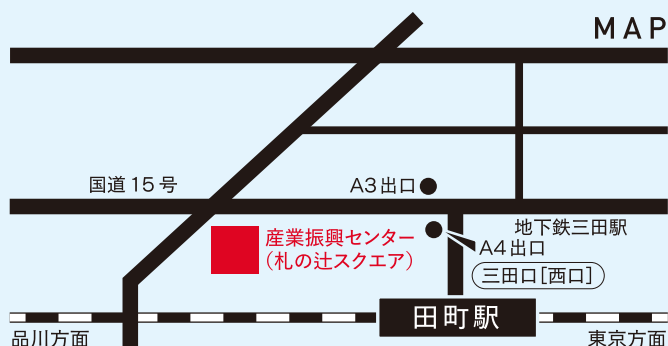 MAP
国道15号
A3出口
産業振興センター
（札の辻スクエア）
地下鉄三田駅
A4出口
三田口［西口］
田町駅
品川方面
東京方面